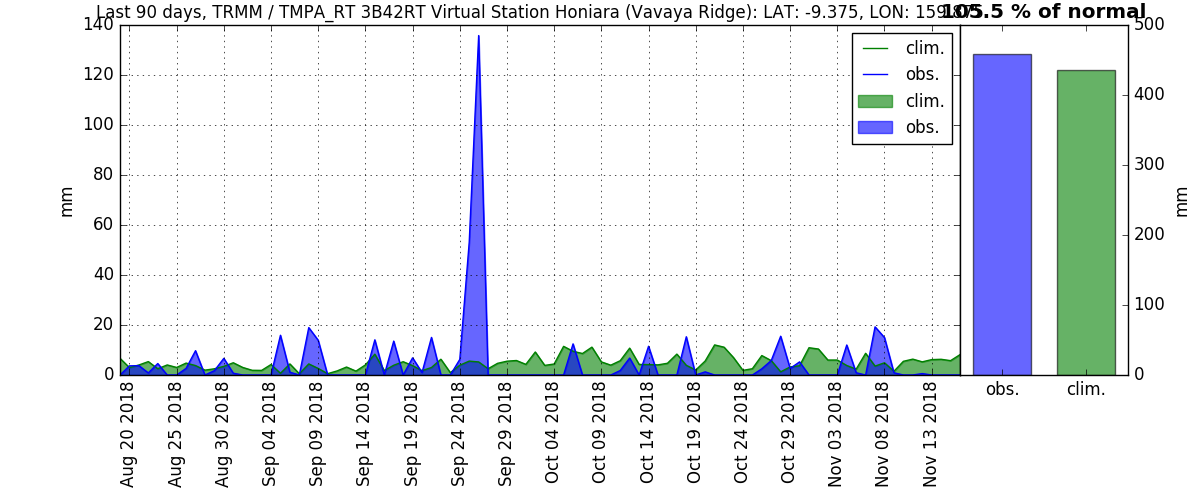 Last 90 days, TRMM / TMPA_RT 3B42RT Virtual Station Honiara (Vavaya Ridge): LAT: -9.375, LON:
105.5 % of normal
140
120
100
80
60
40
20
0
mm
clim.
obs.
clim.
obs.
500
400
300
200
100
0
mm
Aug 20 2018
Aug 25 2018
Aug 30 2018
Sep 04 2018
Sep 09 2018
Sep 14 2018
Sep 19 2018
Sep 24 2018
Sep 29 2018
Oct 04 2018
Oct 09 2018
Oct 14 2018
Oct 19 2018
Oct 24 2018
Oct 29 2018
Nov 03 2018
Nov 08 2018
Nov 13 2018
obs.
clim.